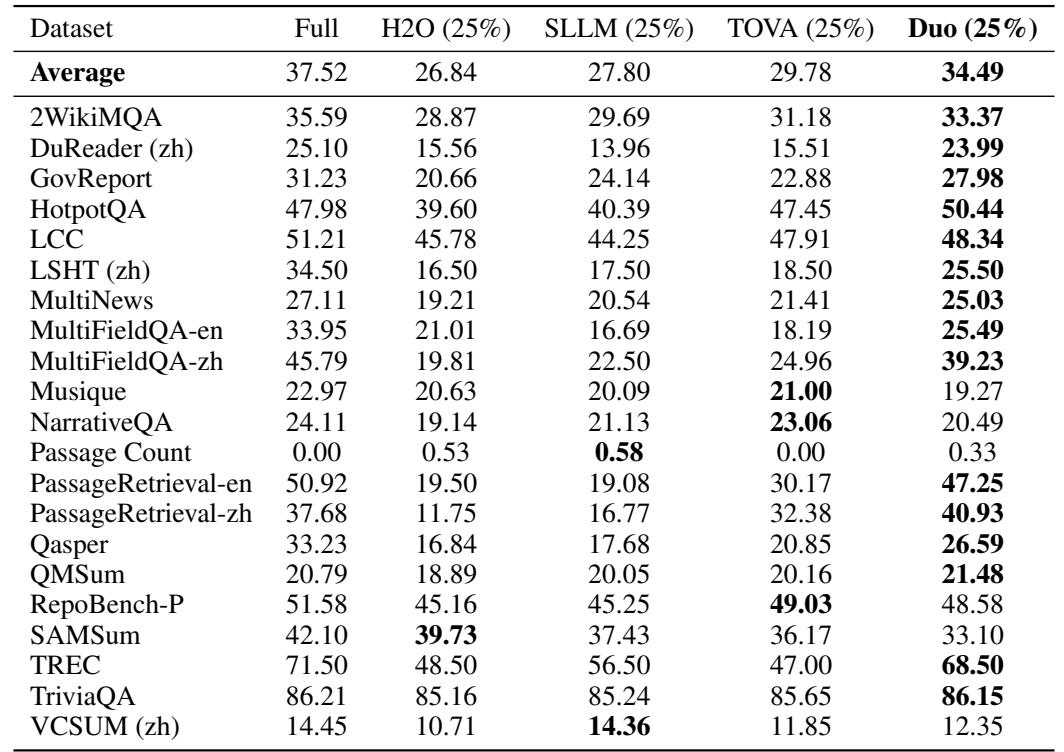 Dataset Full H2O (25%) SLLM (25%) TOVA (25%) Duo (25%)
Average 37.52 26.84 27.80 29.78 34.49
2WikiMQA 35.59 28.87 29.69 31.18 33.37
DuReader (zh) 25.10 15.56 13.96 15.51 23.99
GovReport 31.23 20.66 24.14 22.88 27.98
HotpotQA 47.98 39.60 40.39 47.45 50.44
LCC 51.21 45.78 44.25 47.91 48.34
LSHT (zh) 34.50 16.50 17.50 18.50 25.50
MultiNews 27.11 19.21 20.54 21.41 25.03
MultiFieldQA-en 33.95 21.01 16.69 18.19 25.49
MultiFieldQA-zh 45.79 19.81 22.50 24.96 39.23
Musique 22.97 20.63 20.09 21.00 19.27
NarrativeQA 24.11 19.14 21.13 23.06 20.49
Passage Count 0.00 0.53 0.58 0.00 0.33
PassageRetrieval-en 50.92 19.50 19.08 30.17 47.25
PassageRetrieval-zh 37.68 11.75 16.77 32.38 40.93
Qasper 33.23 16.84 17.68 20.85 26.59
QMSum 20.79 18.89 20.05 20.16 21.48
RepoBench-P 51.58 45.16 45.25 49.03 48.58
SAMSum 42.10 39.73 37.43 36.17 33.10
TREC 71.50 48.50 56.50 47.00 68.50
TriviaQA 86.21 85.16 85.24 85.65 86.15
VCSUM (zh) 14.45 10.71 14.36 11.85 12.35